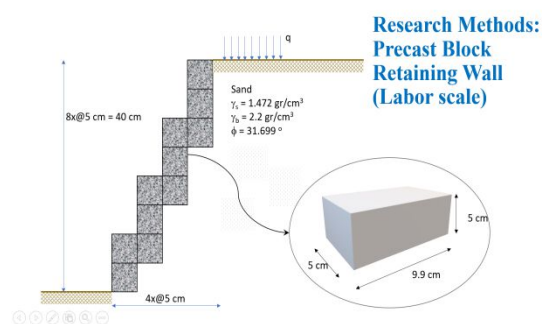 Research Methods:
Precast Block
Retaining Wall
(Labor scale)
q
Sand
γs = 1.472 gr/cm³
γb = 2.2 gr/cm³
ϕ = 31.699 °
8x@5 cm = 40 cm
5 cm
5 cm
9.9 cm
4x@5 cm